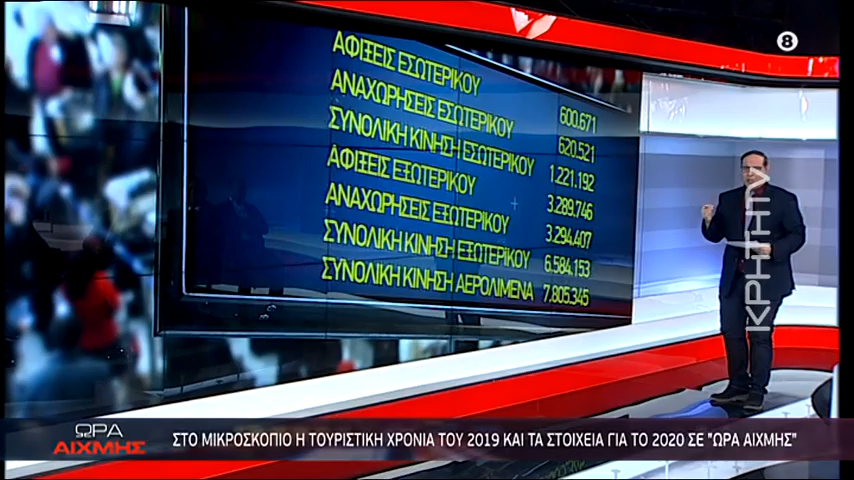 8
ΑΦΙΞΕΙΣ ΕΣΩΤΕΡΙΚΟΥ 600.671
ΑΝΑΧΩΡΗΣΕΙΣ ΕΣΩΤΕΡΙΚΟΥ 620.521
ΣΥΝΟΛΙΚΗ ΚΙΝΗΣΗ ΕΣΩΤΕΡΙΚΟΥ 1.221.192
ΑΦΙΞΕΙΣ ΕΞΩΤΕΡΙΚΟΥ 3.289.746
ΑΝΑΧΩΡΗΣΕΙΣ ΕΞΩΤΕΡΙΚΟΥ 3.294.407
ΣΥΝΟΛΙΚΗ ΚΙΝΗΣΗ ΕΞΩΤΕΡΙΚΟΥ 6.584.153
ΣΥΝΟΛΙΚΗ ΚΙΝΗΣΗ ΑΕΡΟΛΙΜΕΝΑ 7.805.345
ΚΡΗΤΗTV
ΩΡΑ
ΑΙΧΜΗΣ
ΣΤΟ ΜΙΚΡΟΣΚΟΠΙΟ Η ΤΟΥΡΙΣΤΙΚΗ ΧΡΟΝΙΑ ΤΟΥ 2019 ΚΑΙ ΤΑ ΣΤΟΙΧΕΙΑ ΓΙΑ ΤΟ 2020 ΣΕ "ΩΡΑ ΑΙΧΜΗΣ"